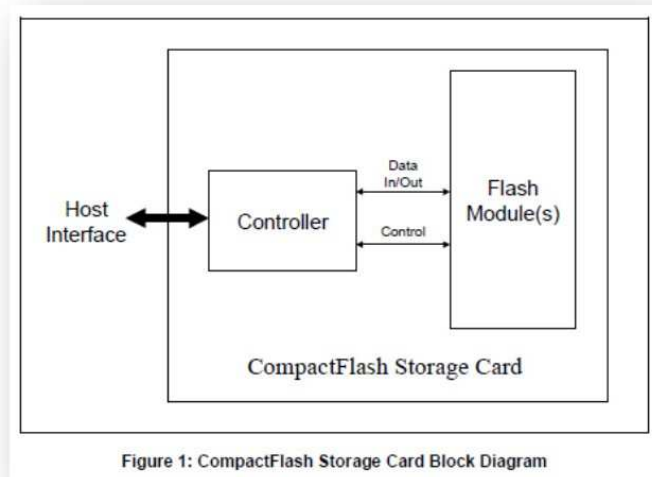 Data
In/Out
Flash
Module(s)
Host
Interface
Controller
Control
CompactFlash Storage Card
Figure 1: CompactFlash Storage Card Block Diagram